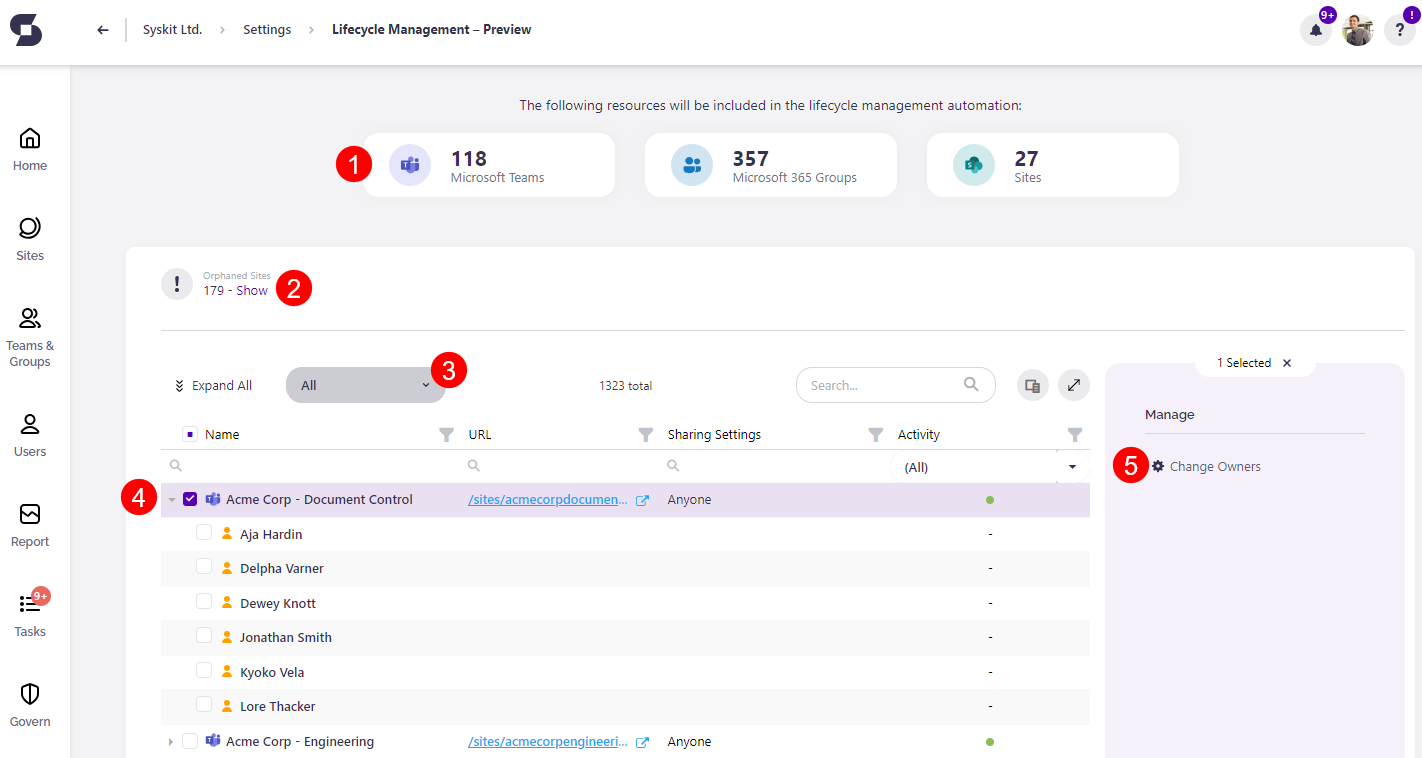 Syskit Ltd. > Settings > Lifecycle Management – Preview
9+
!
?
Home
Sites
Teams &
Groups
Users
Report
9+
Tasks
Govern
The following resources will be included in the lifecycle management automation:
1
118
Microsoft Teams
357
Microsoft 365 Groups
27
Sites
!
Orphaned Sites
179 - Show
2
Expand All
All
3
1323 total
Search...
1 Selected
Manage
5
Change Owners
Name URL Sharing Settings Activity
(All)
4
Acme Corp - Document Control /sites/acmecorpdocumen... Anyone
Aja Hardin -
Delpha Varner -
Dewey Knott -
Jonathan Smith -
Kyoko Vela -
Lore Thacker -
Acme Corp - Engineering /sites/acmecorpengineeri... Anyone